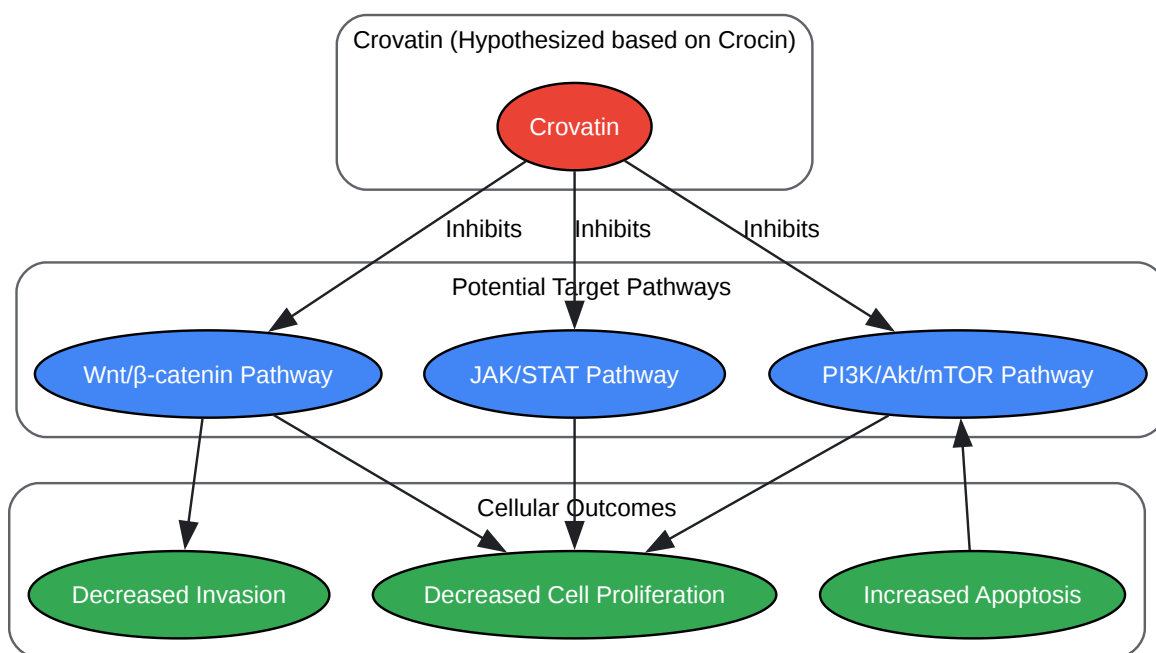 Crovatin (Hypothesized based on Crocin)
Crovatin
Inhibits
Inhibits
Inhibits
Potential Target Pathways
Wnt/β-catenin Pathway
JAK/STAT Pathway
PI3K/Akt/mTOR Pathway
Cellular Outcomes
Decreased Invasion
Decreased Cell Proliferation
Increased Apoptosis